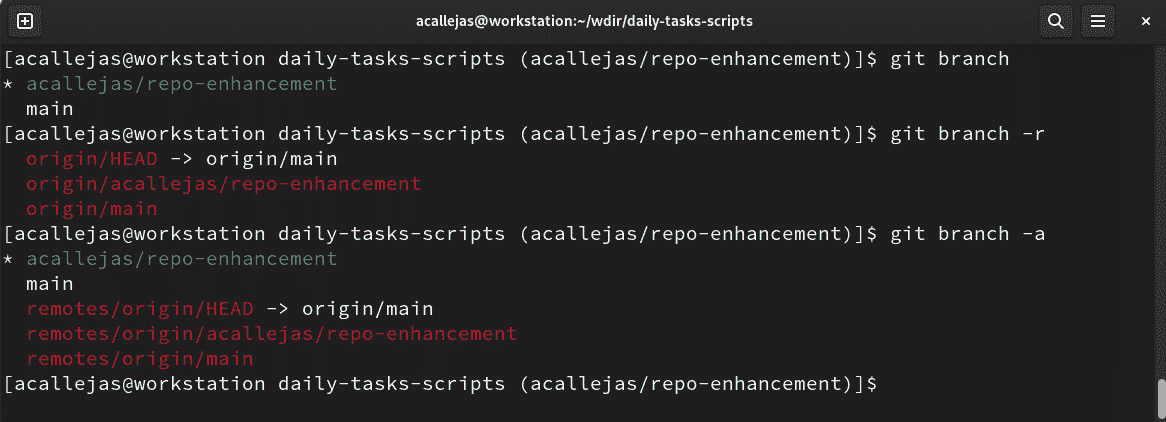 acallejas@workstation:~/wdir/daily-tasks-scripts
[acallejas@workstation daily-tasks-scripts (acallejas/repo-enhancement)]$ git branch
* acallejas/repo-enhancement
  main
[acallejas@workstation daily-tasks-scripts (acallejas/repo-enhancement)]$ git branch -r
  origin/HEAD -> origin/main
  origin/acallejas/repo-enhancement
  origin/main
[acallejas@workstation daily-tasks-scripts (acallejas/repo-enhancement)]$ git branch -a
* acallejas/repo-enhancement
  main
  remotes/origin/HEAD -> origin/main
  remotes/origin/acallejas/repo-enhancement
  remotes/origin/main
[acallejas@workstation daily-tasks-scripts (acallejas/repo-enhancement)]$